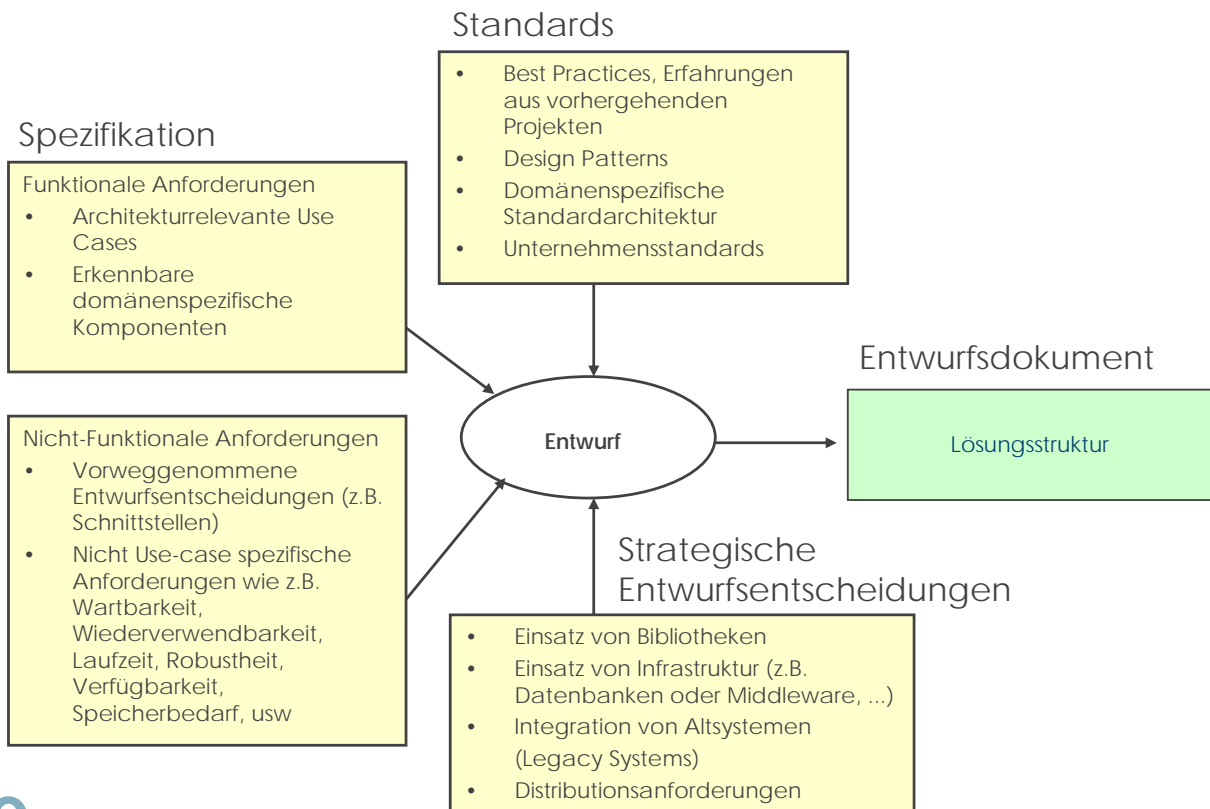 Standards
• Best Practices, Erfahrungen
aus vorhergehenden
Projekten
• Design Patterns
• Domänenspezifische
Standardarchitektur
• Unternehmensstandards
Spezifikation
Funktionale Anforderungen
• Architekturrelevante Use
Cases
• Erkennbare
domänenspezifische
Komponenten
Nicht-Funktionale Anforderungen
• Vorweggenommene
Entwurfsentscheidungen (z.B.
Schnittstellen)
• Nicht Use-case spezifische
Anforderungen wie z.B.
Wartbarkeit,
Wiederverwendbarkeit,
Laufzeit, Robustheit,
Verfügbarkeit,
Speicherbedarf, usw
Entwurf
Entwurfsdokument
Lösungsstruktur
Strategische
Entwurfsentscheidungen
• Einsatz von Bibliotheken
• Einsatz von Infrastruktur (z.B.
Datenbanken oder Middleware, ...)
• Integration von Altsystemen
(Legacy Systems)
• Distributionsanforderungen